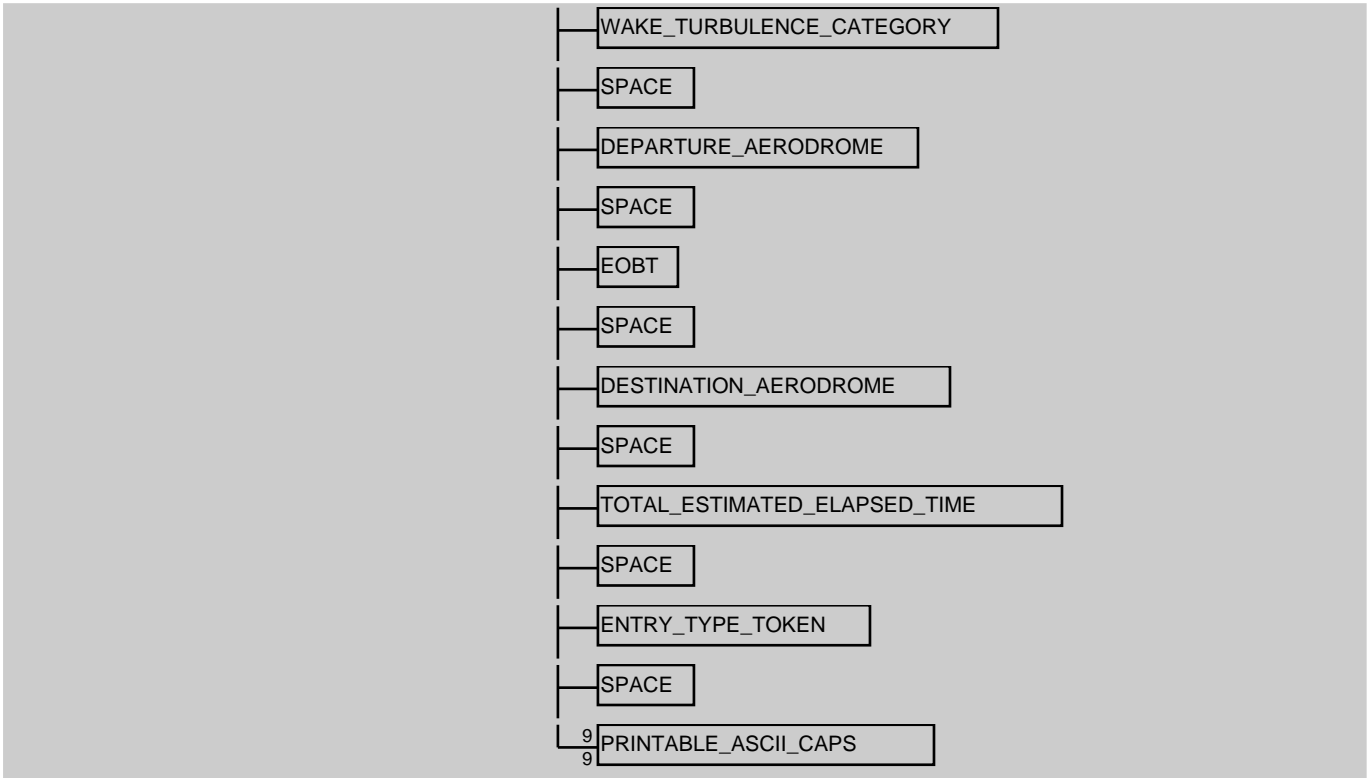 WAKE_TURBULENCE_CATEGORY
SPACE
DEPARTURE_AERODROME
SPACE
EOBT
SPACE
DESTINATION_AERODROME
SPACE
TOTAL_ESTIMATED_ELAPSED_TIME
SPACE
ENTRY_TYPE_TOKEN
SPACE
9
PRINTABLE_ASCII_CAPS
9